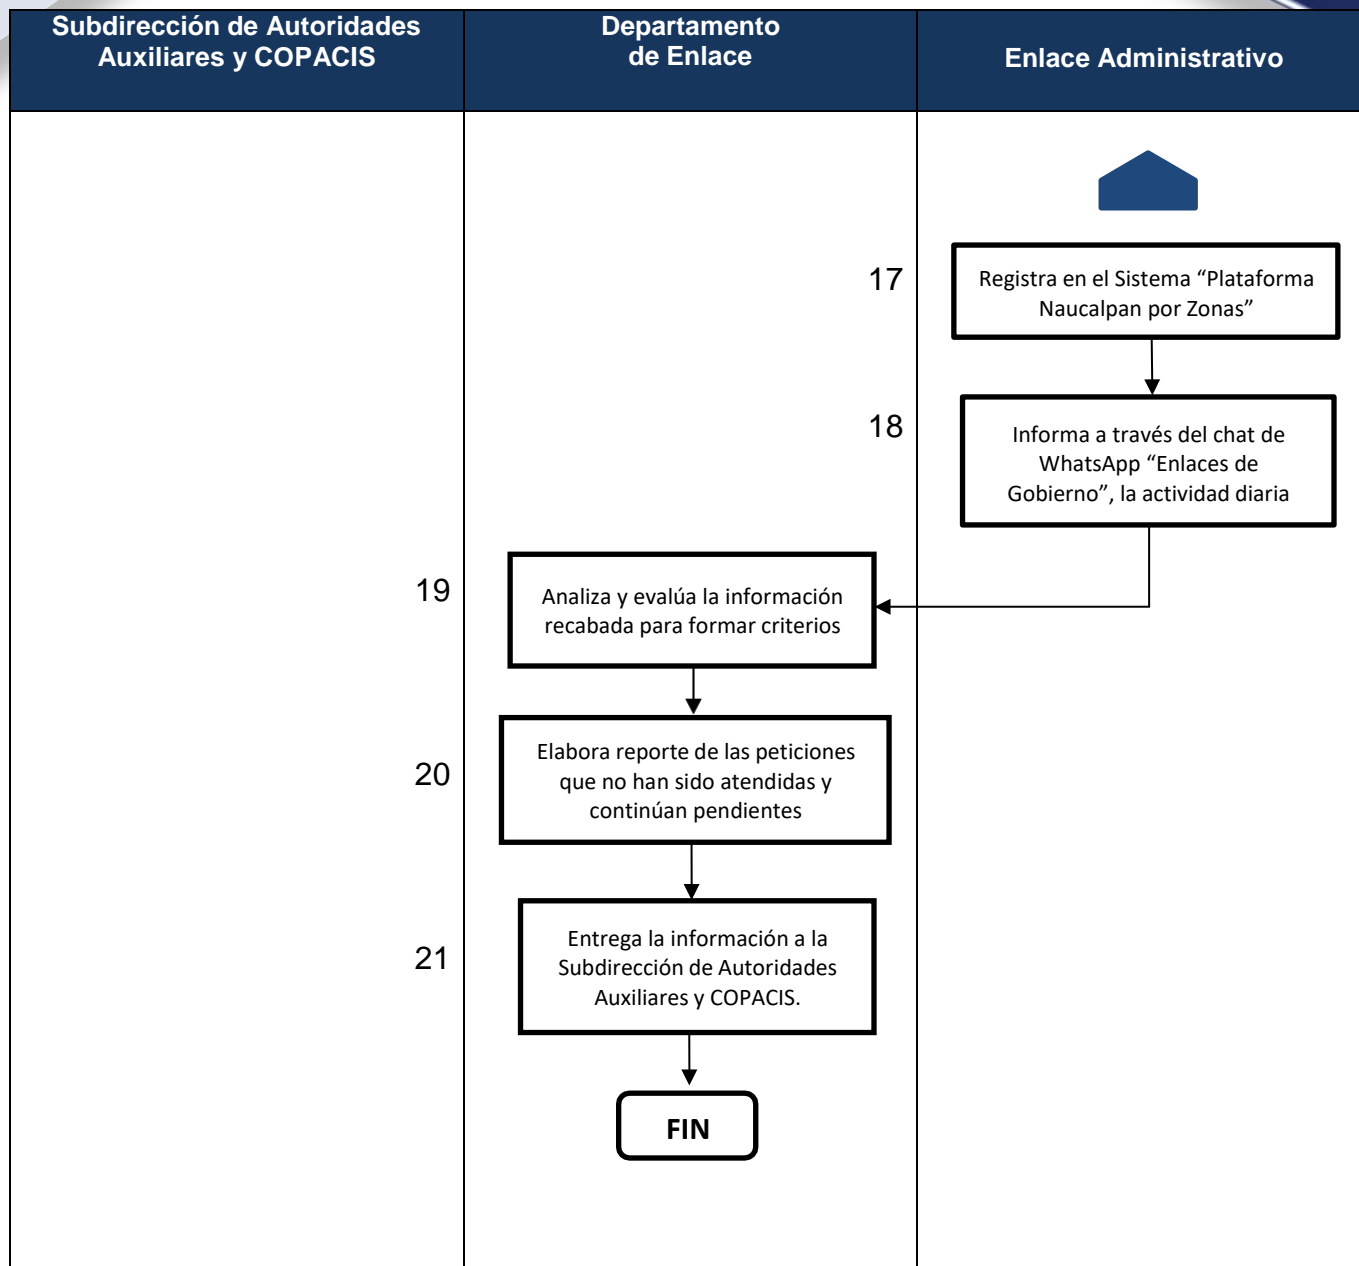 Subdirección de Autoridades
Auxiliares y COPACIS
Departamento
de Enlace
Enlace Administrativo
17
Registra en el Sistema “Plataforma
Naucalpan por Zonas”
18
Informa a través del chat de
WhatsApp “Enlaces de
Gobierno”, la actividad diaria
19
Analiza y evalúa la información
recabada para formar criterios
20
Elabora reporte de las peticiones
que no han sido atendidas y
continúan pendientes
21
Entrega la información a la
Subdirección de Autoridades
Auxiliares y COPACIS.
FIN